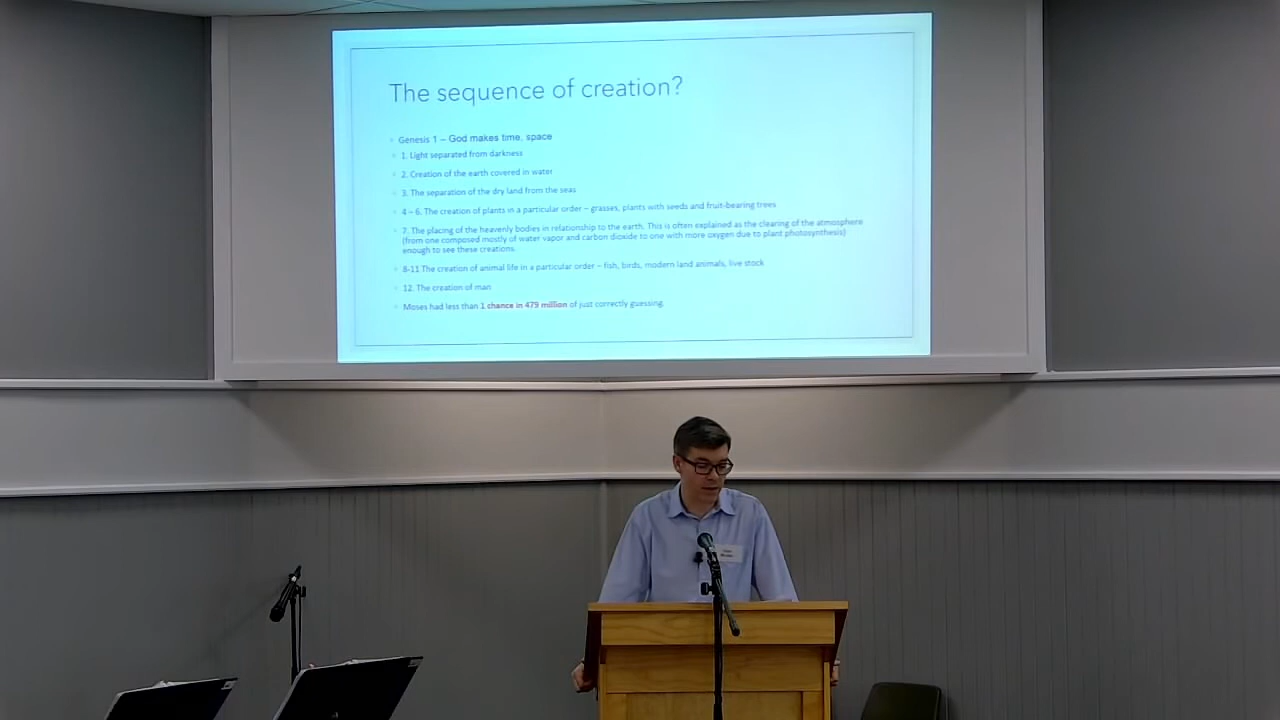 The sequence of creation?
Genesis 1 – God makes time, space
1. Light separated from darkness
2. Creation of the earth covered in water
3. The separation of the dry land from the seas
4 – 6. The creation of plants in a particular order – grasses, plants with seeds and fruit-bearing trees
7. The placing of the heavenly bodies in relationship to the earth. This is often explained as the clearing of the atmosphere
(from one composed mostly of water vapor and carbon dioxide to one with more oxygen due to plant photosynthesis)
enough to see these creations.
8-11 The creation of animal life in a particular order – fish, birds, modern land animals, live stock
12. The creation of man
Moses had less than 1 chance in 479 million of just correctly guessing.